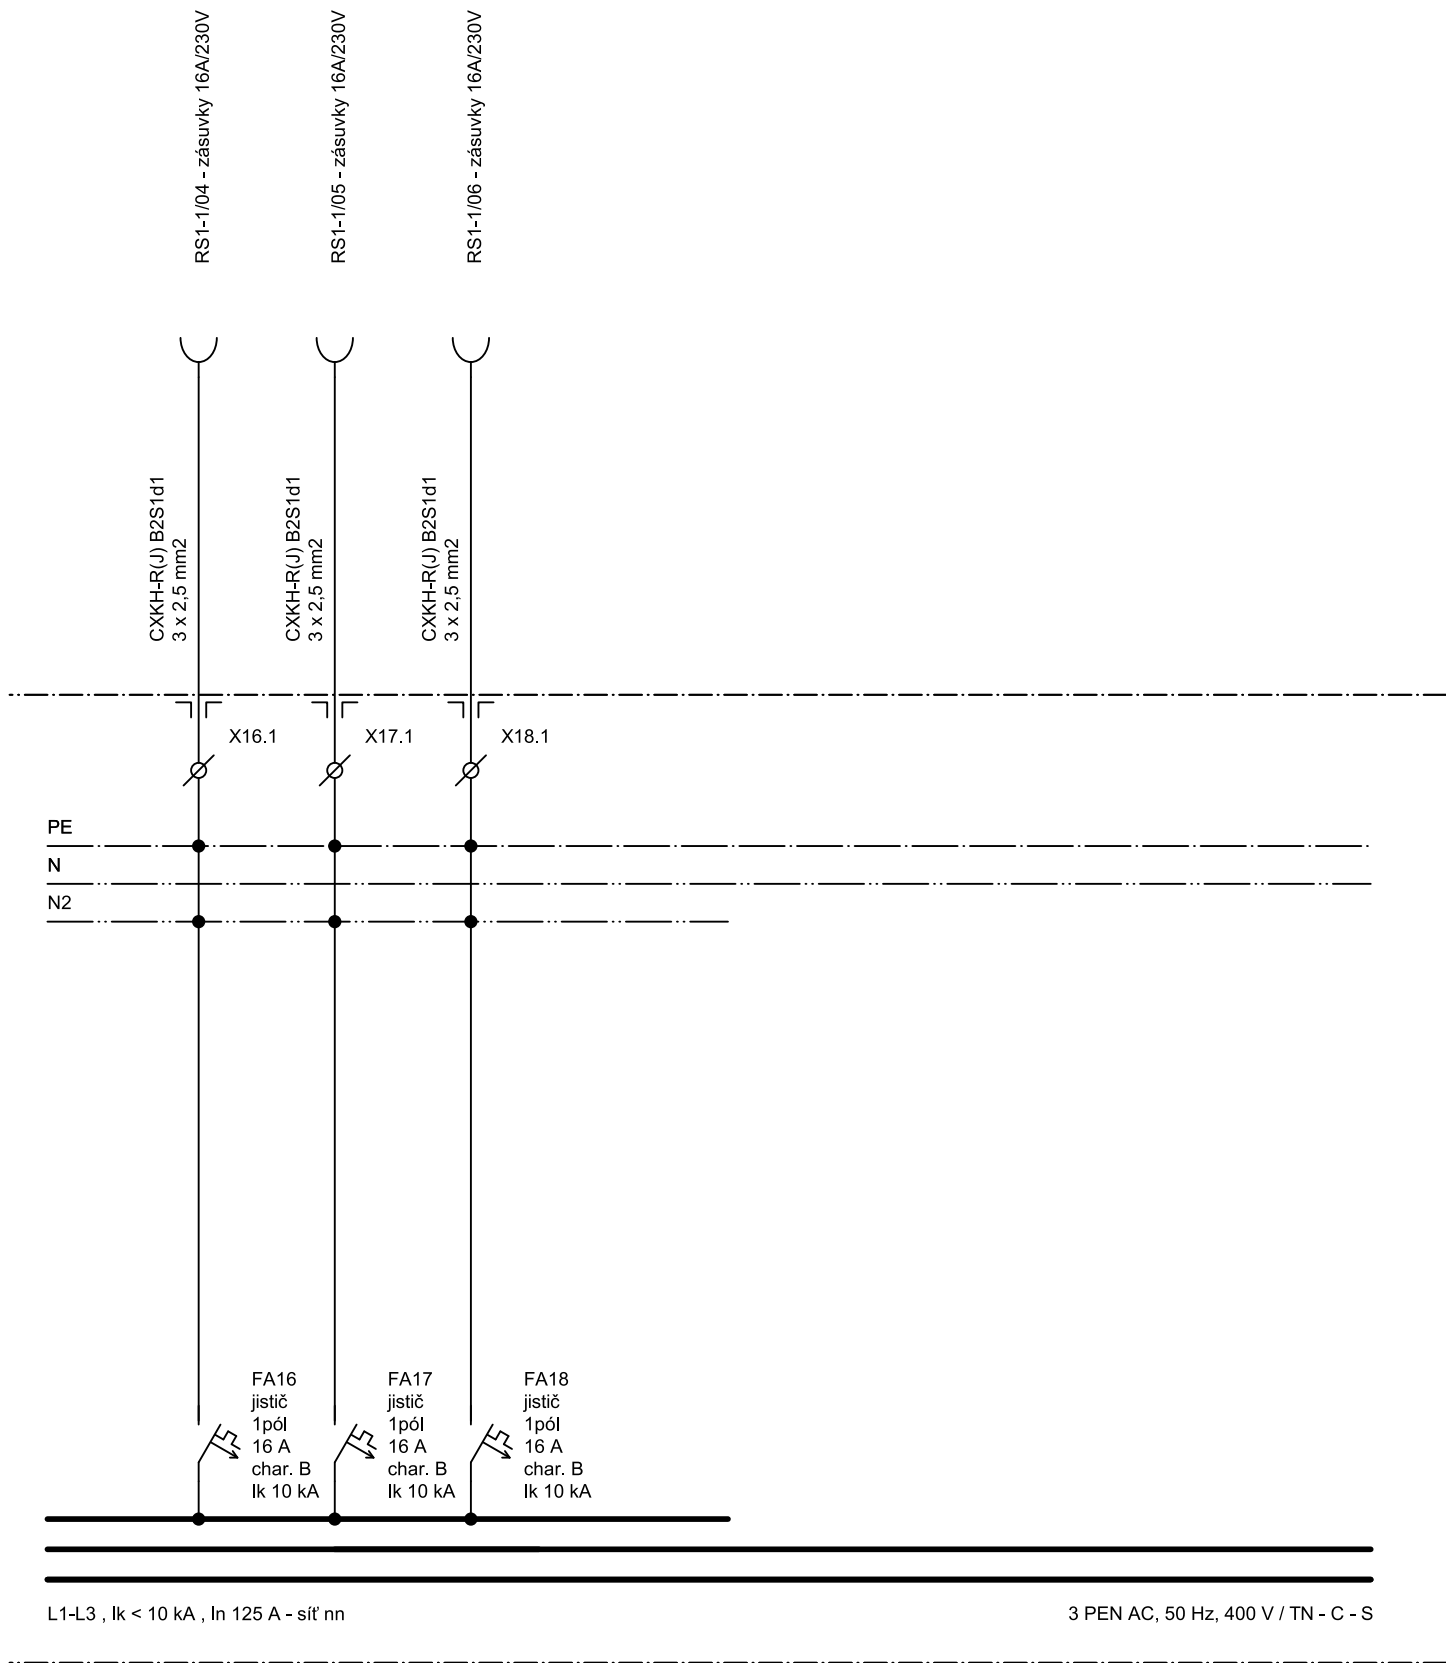 RS1-1/04 - zásuvky 16A/230V
RS1-1/05 - zásuvky 16A/230V
RS1-1/06 - zásuvky 16A/230V
CXKH-R(J) B2S1d1
3 x 2,5 mm2
CXKH-R(J) B2S1d1
3 x 2,5 mm2
CXKH-R(J) B2S1d1
3 x 2,5 mm2
X16.1
X17.1
X18.1
PE
N
N2
FA16
jistič
1pól
16 A
char. B
Ik 10 kA
FA17
jistič
1pól
16 A
char. B
Ik 10 kA
FA18
jistič
1pól
16 A
char. B
Ik 10 kA
L1-L3 , Ik < 10 kA , In 125 A - síť nn
3 PEN AC, 50 Hz, 400 V / TN - C - S